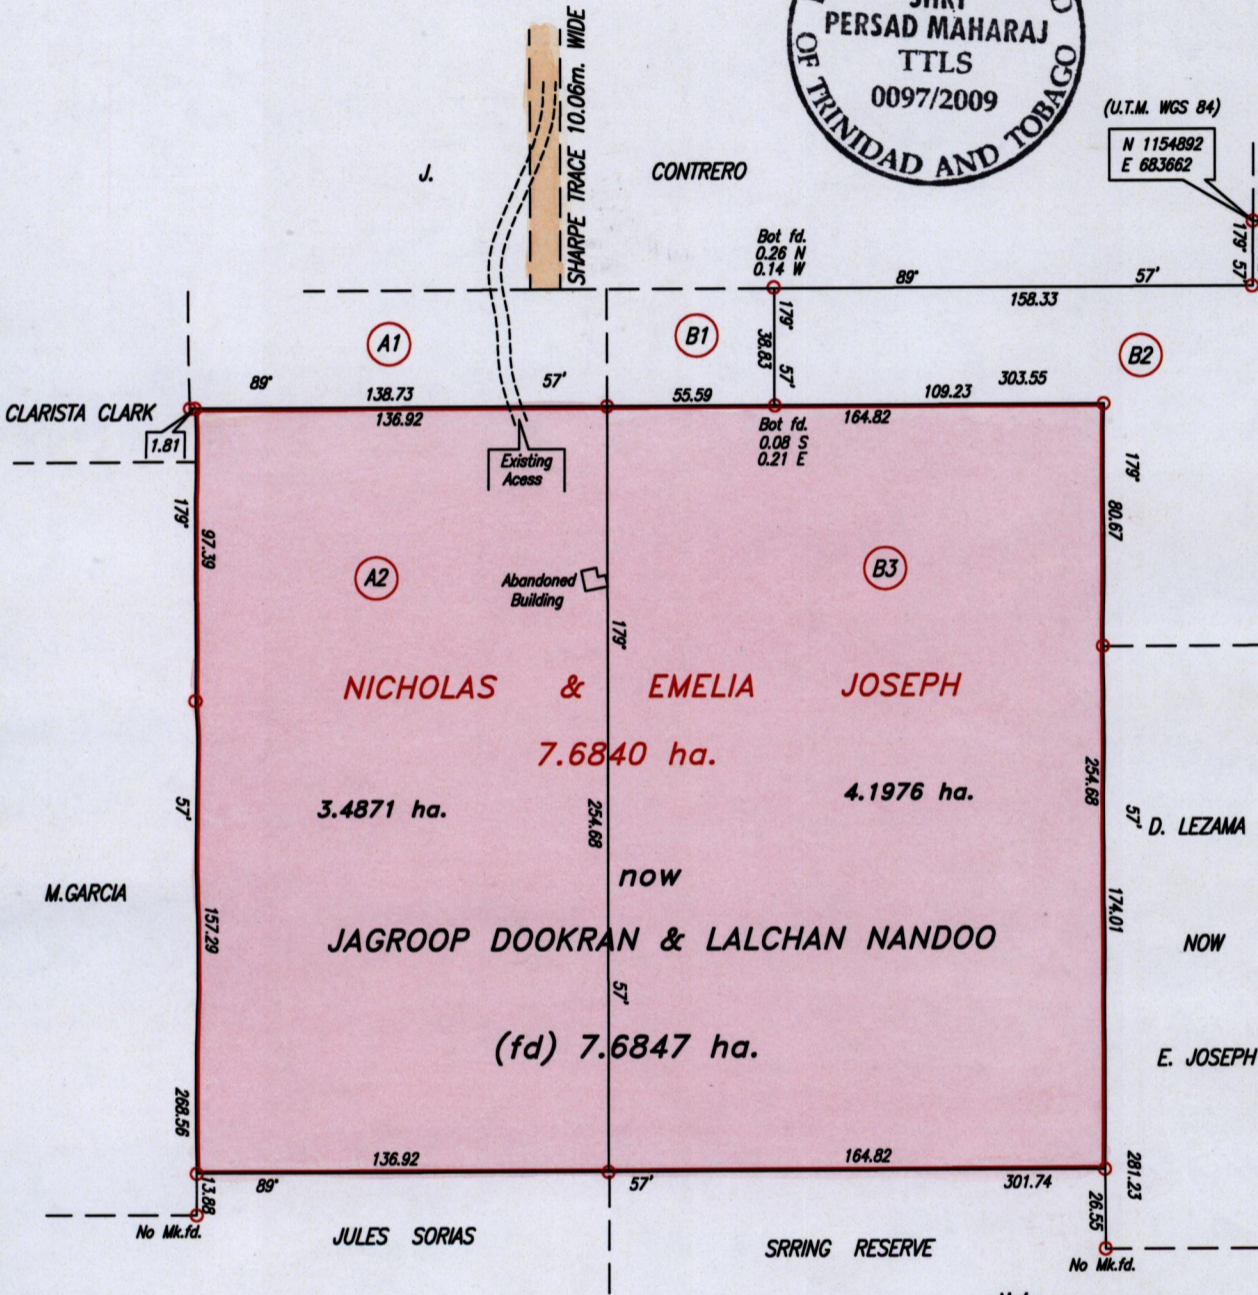 SHRI
PERSAD MAHARAJ
TTLS
0097/2009
OF TRINIDAD AND TOBAGO
SHARPE TRACE 10.06m. WIDE
(U.T.M. WGS 84)
N 1154892
E 683662
J.
CONTRERO
179° 57'
Bot fd.
0.26 N
0.14 W
89° 57'
158.33
A1
B1
179° 57'
38.83
B2
89° 57'
138.73
55.59
109.23
303.55
CLARISTA CLARK
1.81
136.92
164.82
Bot fd.
0.08 S
0.21 E
Existing
Acess
179°
97.39
179°
80.67
A2
Abandoned
Building
B3
179°
NICHOLAS & EMELIA JOSEPH
7.6840 ha.
3.4871 ha.
4.1976 ha.
254.68
254.68
57'
57'
D. LEZAMA
now
M.GARCIA
157.29
174.01
JAGROOP DOOKRAN & LALCHAN NANDOO
NOW
57'
(fd) 7.6847 ha.
E. JOSEPH
268.56
136.92
164.82
89°
57'
301.74
281.23
13.88
26.55
No Mk.fd.
JULES SORIAS
SRRING RESERVE
No Mk.fd.